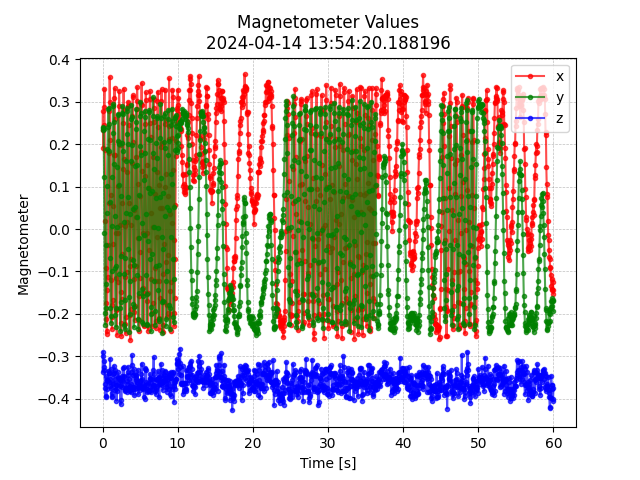 Magnetometer Values
2024-04-14 13:54:20.188196
Magnetometer
0.4
0.3
0.2
0.1
0.0
−0.1
−0.2
−0.3
−0.4
x
y
z
0 10 20 30 40 50 60
Time [s]